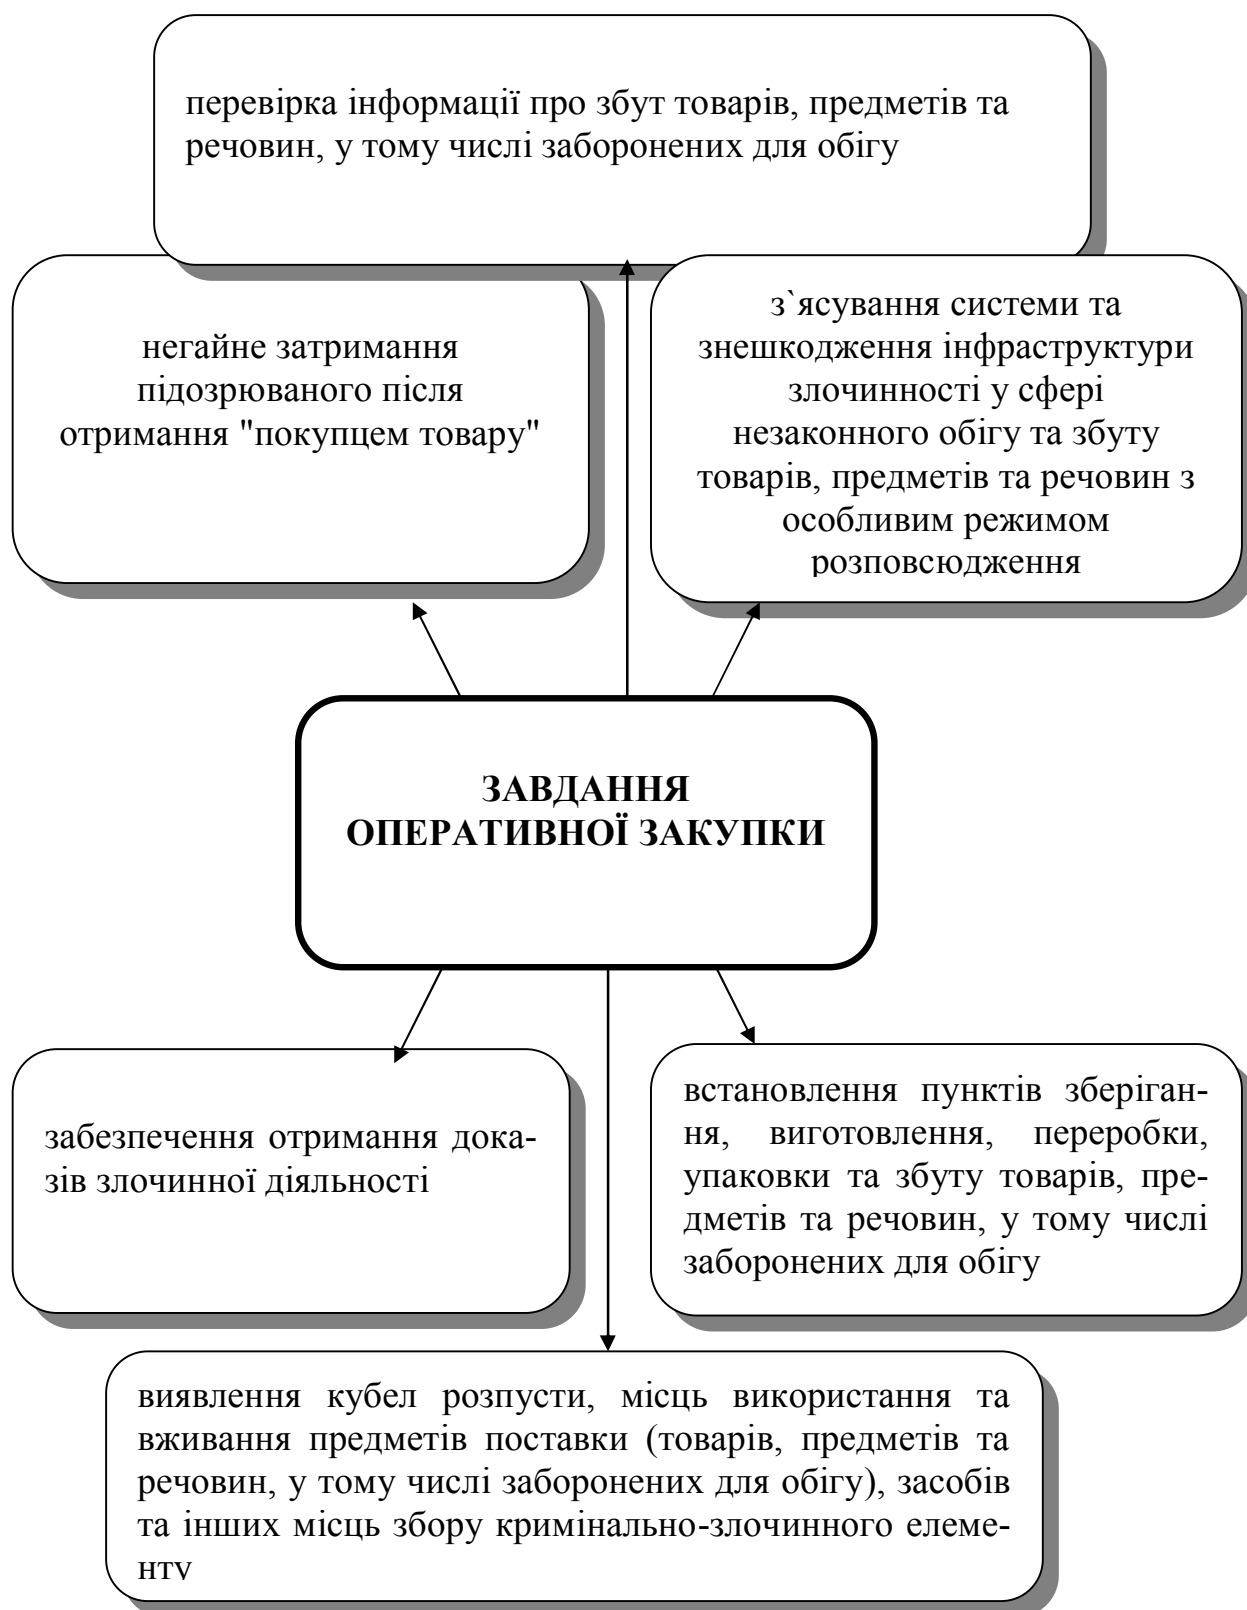 перевірка інформації про збут товарів, предметів та
речовин, у тому числі заборонених для обігу
негайне затримання
підозрюваного після
отримання "покупцем товару"
з`ясування системи та
знешкодження інфраструктури
злочинності у сфері
незаконного обігу та збуту
товарів, предметів та речовин з
особливим режимом
розповсюдження
ЗАВДАННЯ
ОПЕРАТИВНОЇ ЗАКУПКИ
забезпечення отримання дока-
зів злочинної діяльності
встановлення пунктів зберіган-
ня, виготовлення, переробки,
упаковки та збуту товарів, пре-
дметів та речовин, у тому числі
заборонених для обігу
виявлення кубел розпусти, місць використання та
вживання предметів поставки (товарів, предметів та
речовин, у тому числі заборонених для обігу), засобів
та інших місць збору кримінально-злочинного елеме-
нту